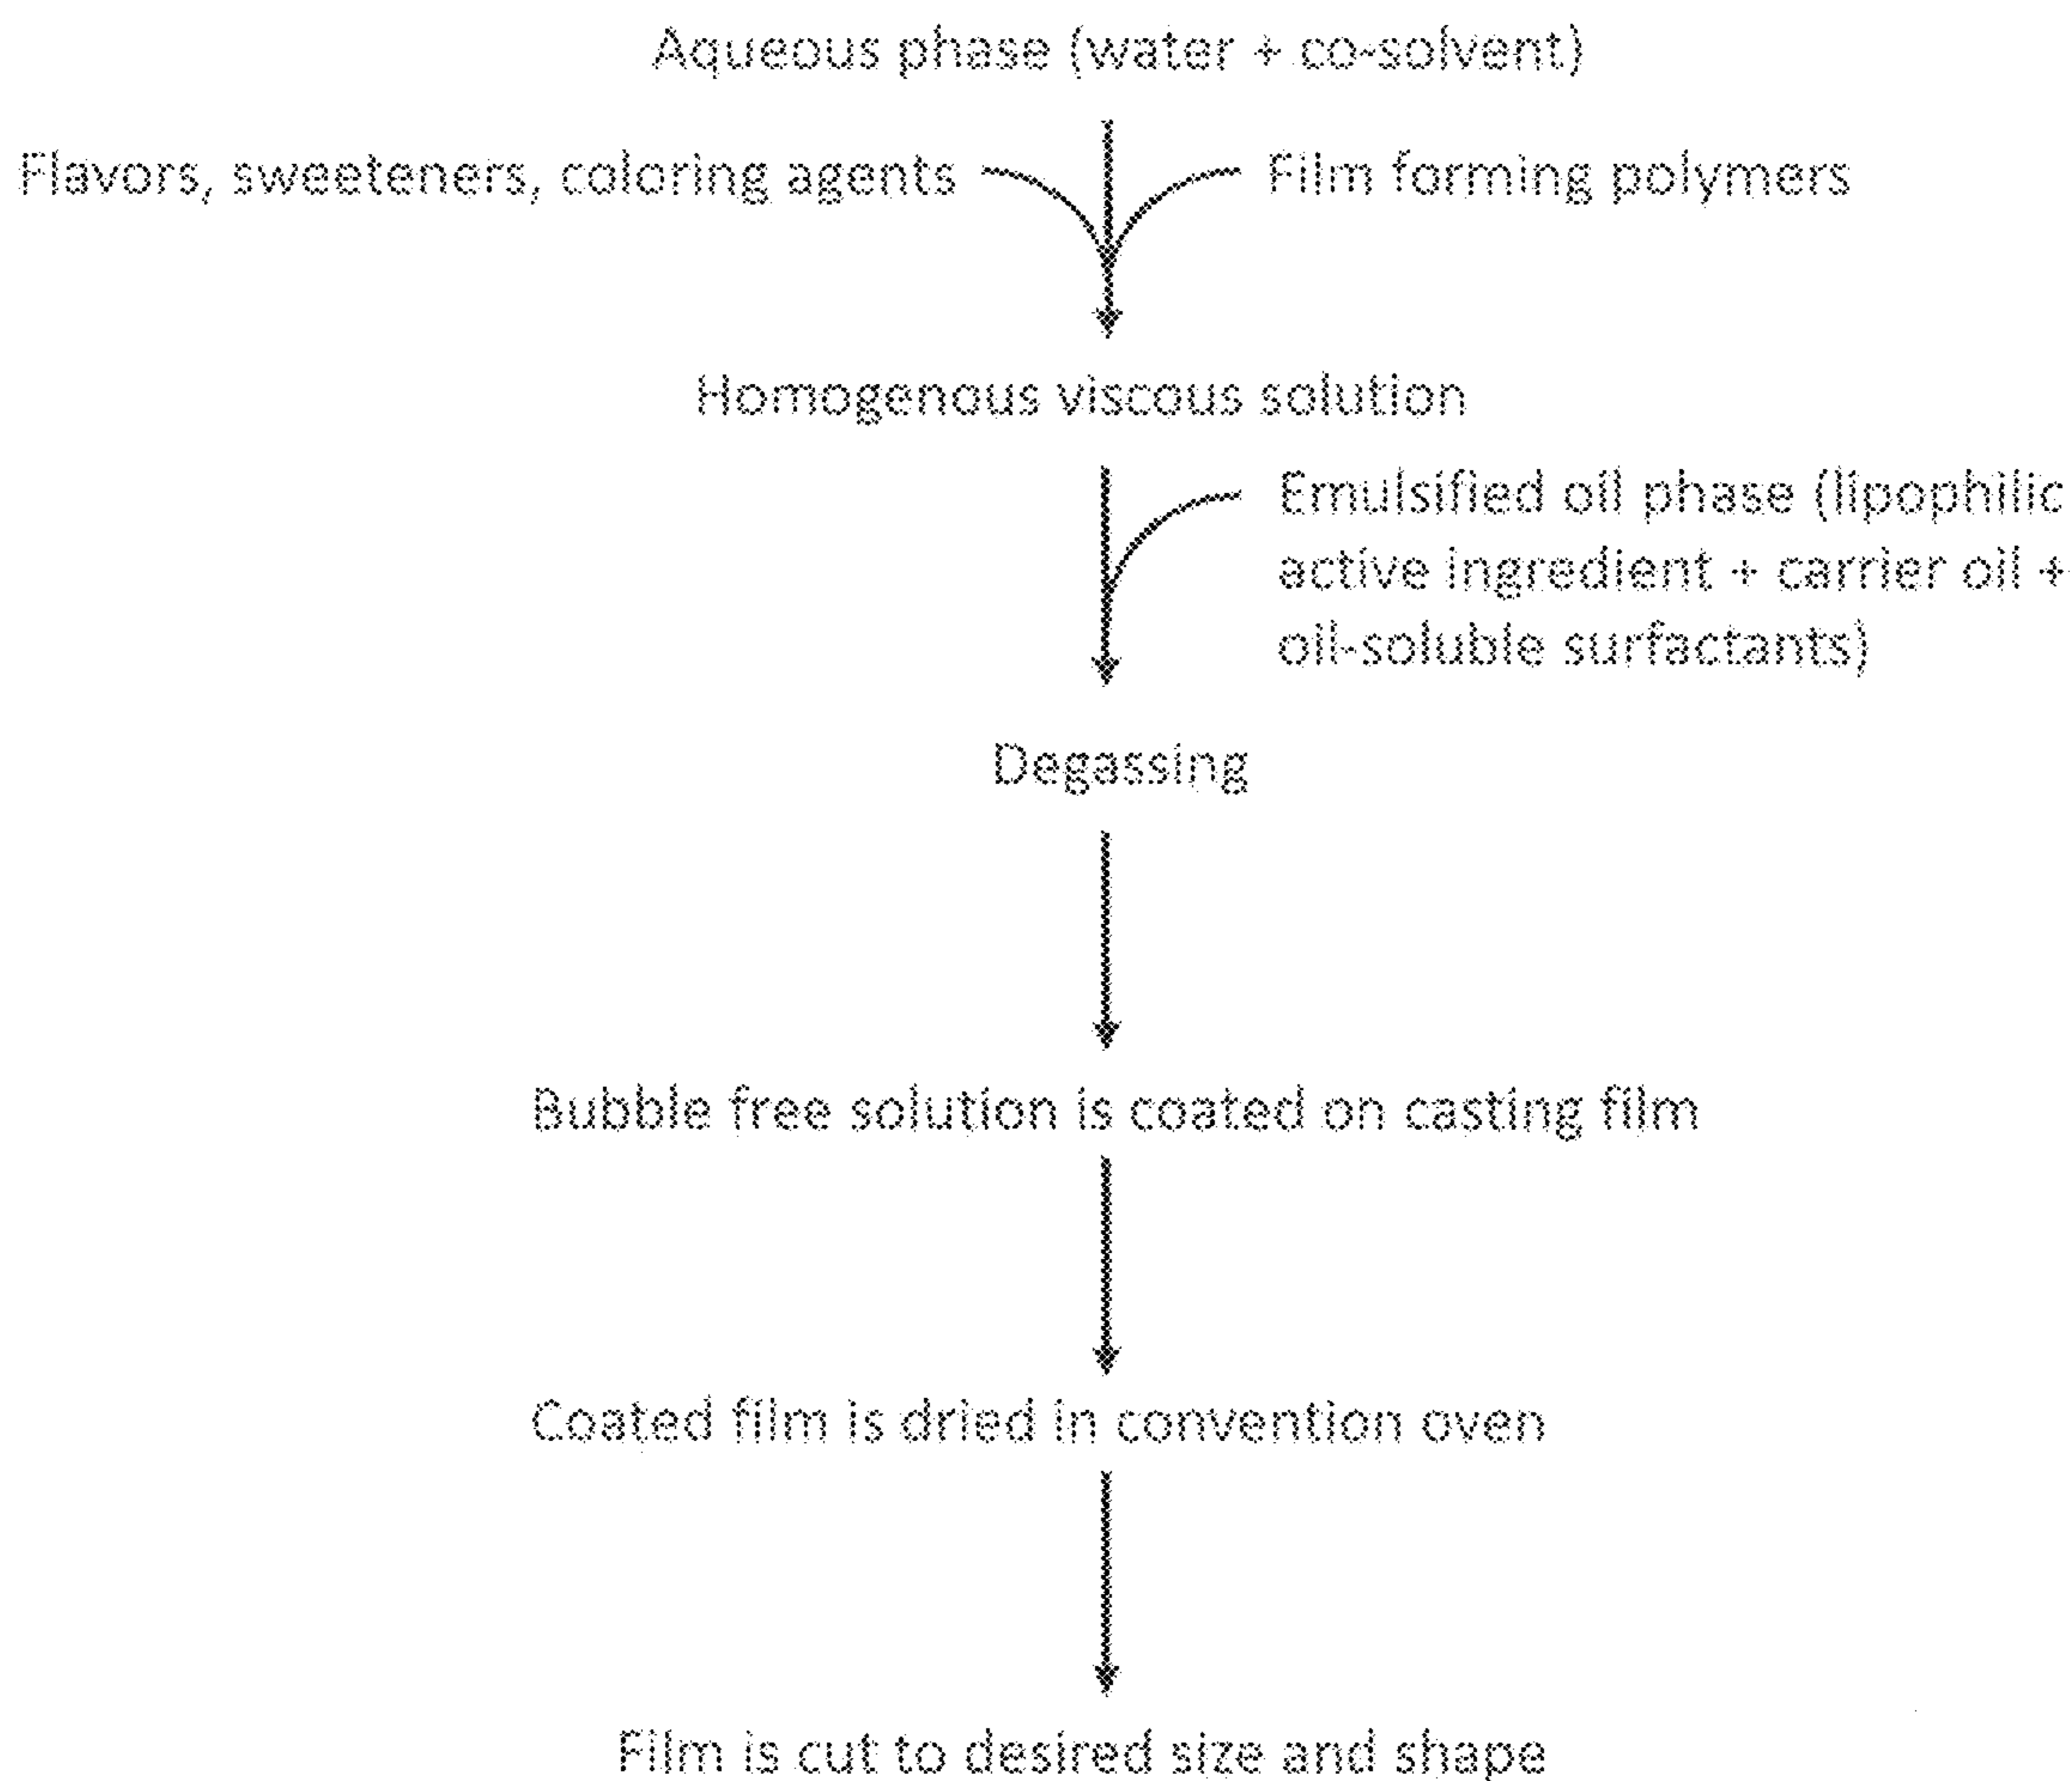 Aqueous phase (water + co-solvent)
Flavors, sweeteners, coloring agents
Film forming polymers
Homogenous viscous solution
Emulsified oil phase (lipophilic
active ingredient + carrier oil +
oil-soluble surfactants)
Degassing
Bubble free solution is coated on casting film
Coated film is dried in convention oven
Film is cut to desired size and shape